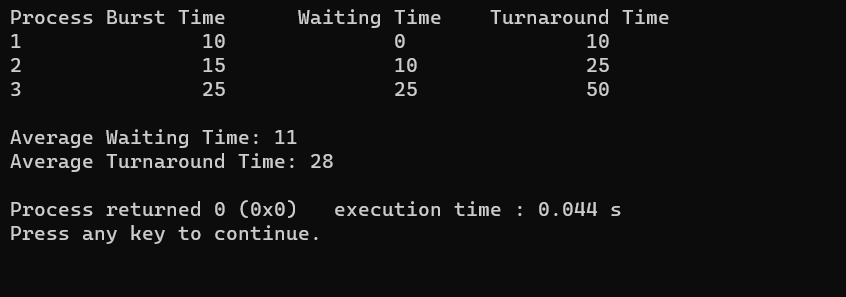 Process Burst Time      Waiting Time    Turnaround Time
1               10              0               10
2               15              10              25
3               25              25              50
Average Waiting Time: 11
Average Turnaround Time: 28
Process returned 0 (0x0)   execution time : 0.044 s
Press any key to continue.